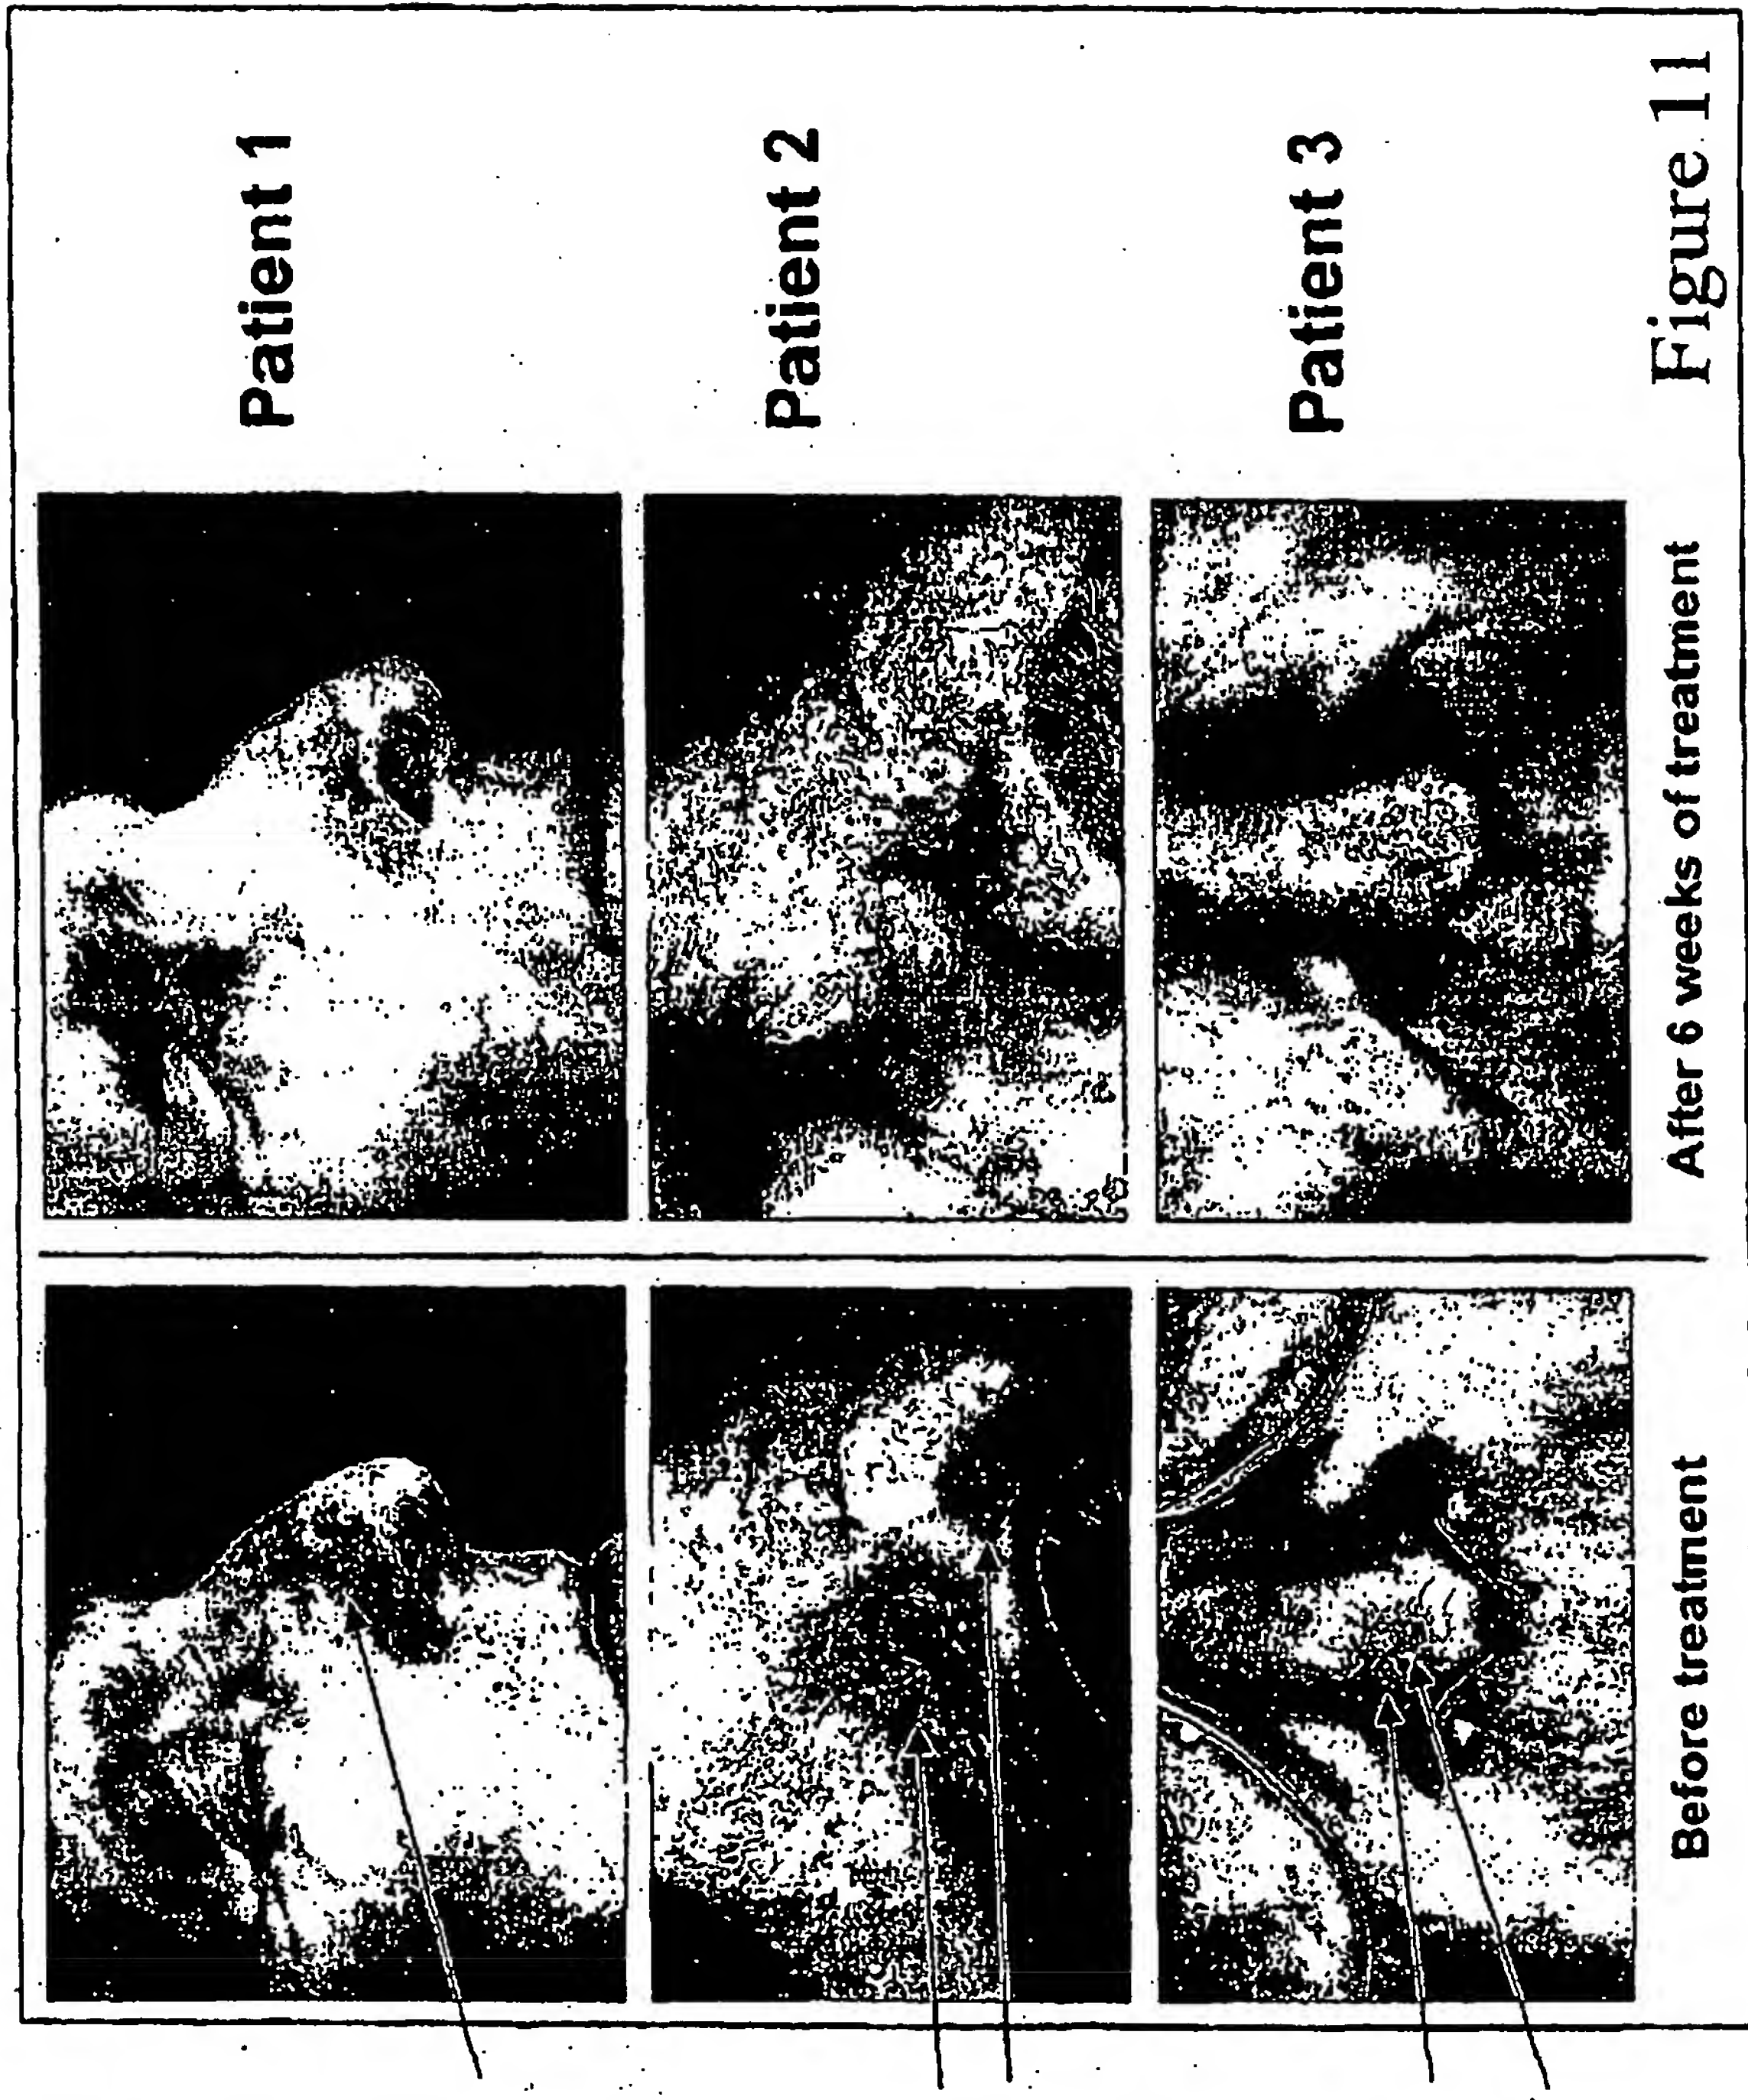 Patient 1
Patient 2
Patient 3
Before treatment
After 6 weeks of treatment
Figure 11